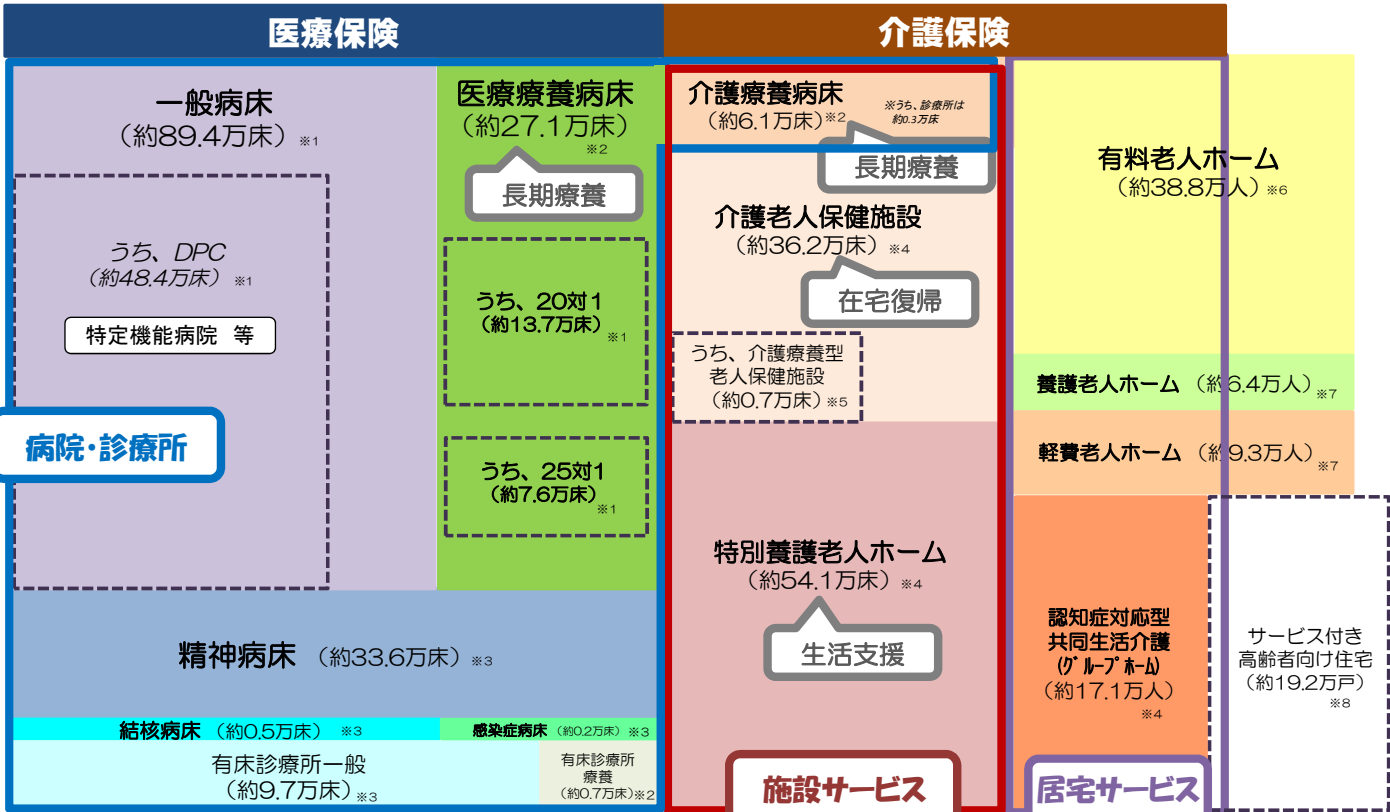 医療保険
介護保険
一般病床
（約89.4万床）※1
うち、DPC
（約48.4万床）※1
特定機能病院 等
病院・診療所
医療療養病床
（約27.1万床）
※2
長期療養
うち、20対1
（約13.7万床）
※1
うち、25対1
（約7.6万床）
※1
精神病床 （約33.6万床）※3
結核病床 （約0.5万床） ※3
感染症病床 （約0.2万床）※3
有床診療所一般
（約9.7万床）※3
有床診療所
療養
（約0.7万床）※2
介護療養病床
（約6.1万床）※2
※うち、診療所は
約0.3万床
長期療養
介護老人保健施設
（約36.2万床）※4
在宅復帰
うち、介護療養型
老人保健施設
（約0.7万床）※5
特別養護老人ホーム
（約54.1万床）※4
生活支援
施設サービス
有料老人ホーム
（約38.8万人）※6
養護老人ホーム （約6.4万人）※7
軽費老人ホーム （約9.3万人）※7
認知症対応型
共同生活介護
(ｸﾞﾙｰﾌﾟﾎｰﾑ)
（約17.1万人）
※4
居宅サービス
サービス付き
高齢者向け住宅
（約19.2万戸）
※8